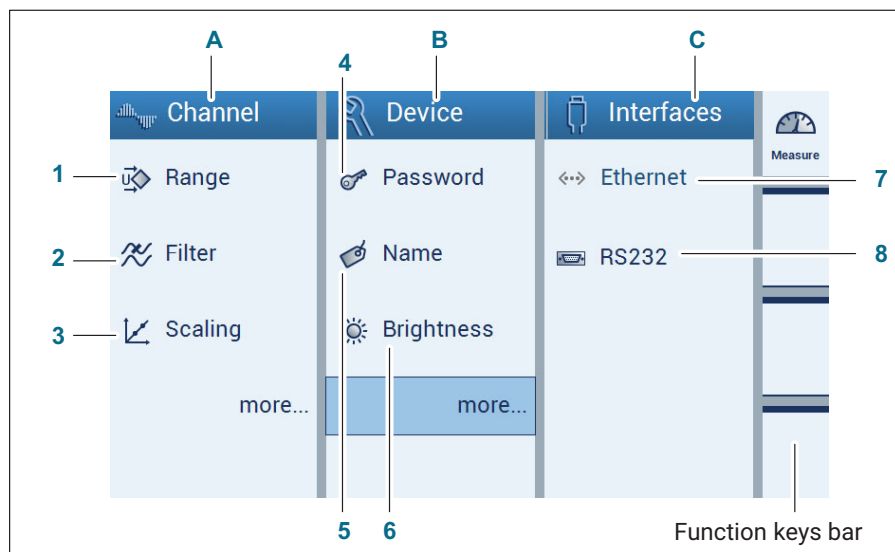 A
B
C
4
Channel
Device
Interfaces
Measure
1
Range
Password
Ethernet
7
2
Filter
Name
RS232
8
3
Scaling
Brightness
more...
more...
5
6
Function keys bar
U